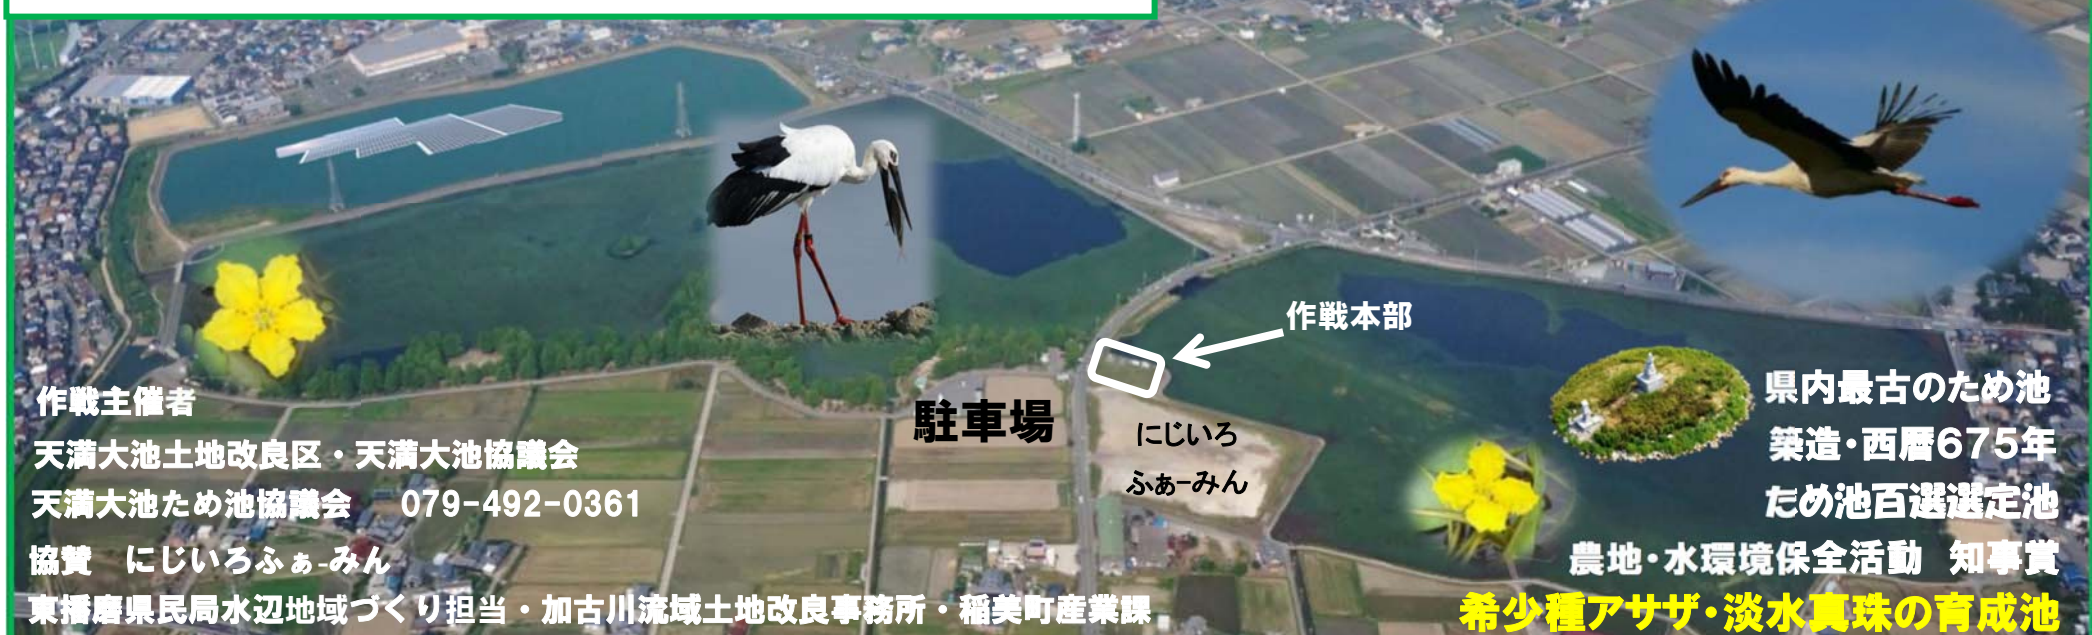 作戦本部
駐車場
にじいろ
ふぁーみん
作戦主催者
天満大池土地改良区・天満大池協議会
天満大池ため池協議会　079-492-0361
協賛　にじいろふぁ-みん
東播磨県民局水辺地域づくり担当・加古川流域土地改良事務所・稲美町産業課
県内最古のため池
築造・西暦675年
ため池百選選定池
農地・水環境保全活動　知事賞
希少種アサザ・淡水真珠の育成池